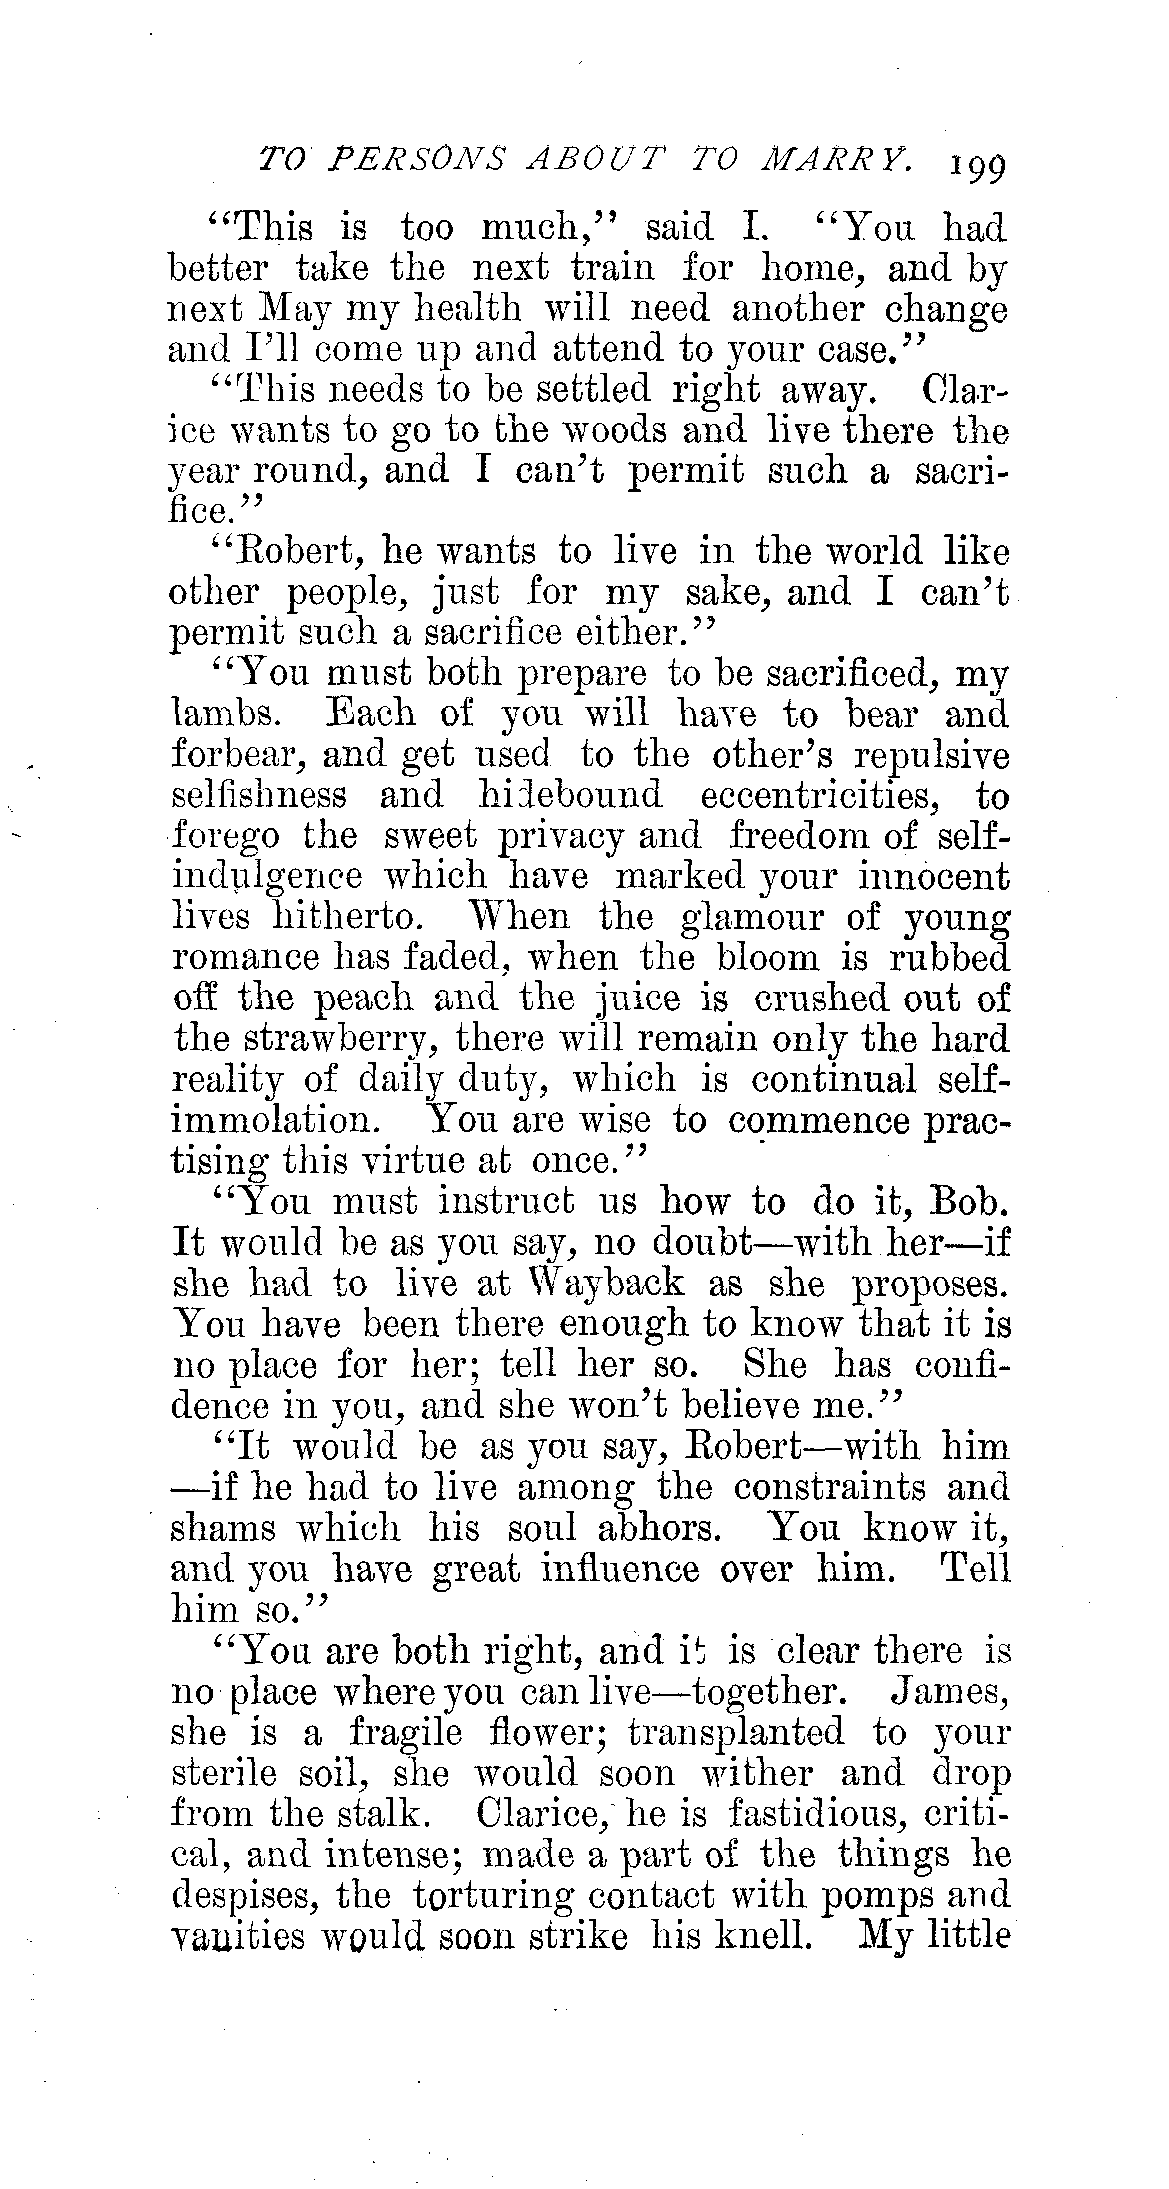 TO PERSONS ABOUT TO MARRY. 199
“This is too much,” said I. “You had
better take the next train for home, and by
next May my health will need another change
and I’ll come up and attend to your case.”
“This needs to be settled right away. Clar-
ice wants to go to the woods and live there the
year round, and I can’t permit such a sacri-
fice.”
“Robert, he wants to live in the world like
other people, just for my sake, and I can’t
permit such a sacrifice either.”
“You must both prepare to be sacrificed, my
lambs. Each of you will have to bear and
forbear, and get used to the other’s repulsive
selfishness and hidebound eccentricities, to
forego the sweet privacy and freedom of self-
indulgence which have marked your innocent
lives hitherto. When the glamour of young
romance has faded, when the bloom is rubbed
off the peach and the juice is crushed out of
the strawberry, there will remain only the hard
reality of daily duty, which is continual self-
immolation. You are wise to commence prac-
tising this virtue at once.”
“You must instruct us how to do it, Bob.
It would be as you say, no doubt—with her—if
she had to live at Wayback as she proposes.
You have been there enough to know that it is
no place for her; tell her so. She has confi-
dence in you, and she won’t believe me.”
“It would be as you say, Robert—with him
—if he had to live among the constraints and
shams which his soul abhors. You know it,
and you have great influence over him. Tell
him so.”
“You are both right, and it is clear there is
no place where you can live—together. James,
she is a fragile flower; transplanted to your
sterile soil, she would soon wither and drop
from the stalk. Clarice, he is fastidious, criti-
cal, and intense; made a part of the things he
despises, the torturing contact with pomps and
vanities would soon strike his knell. My little